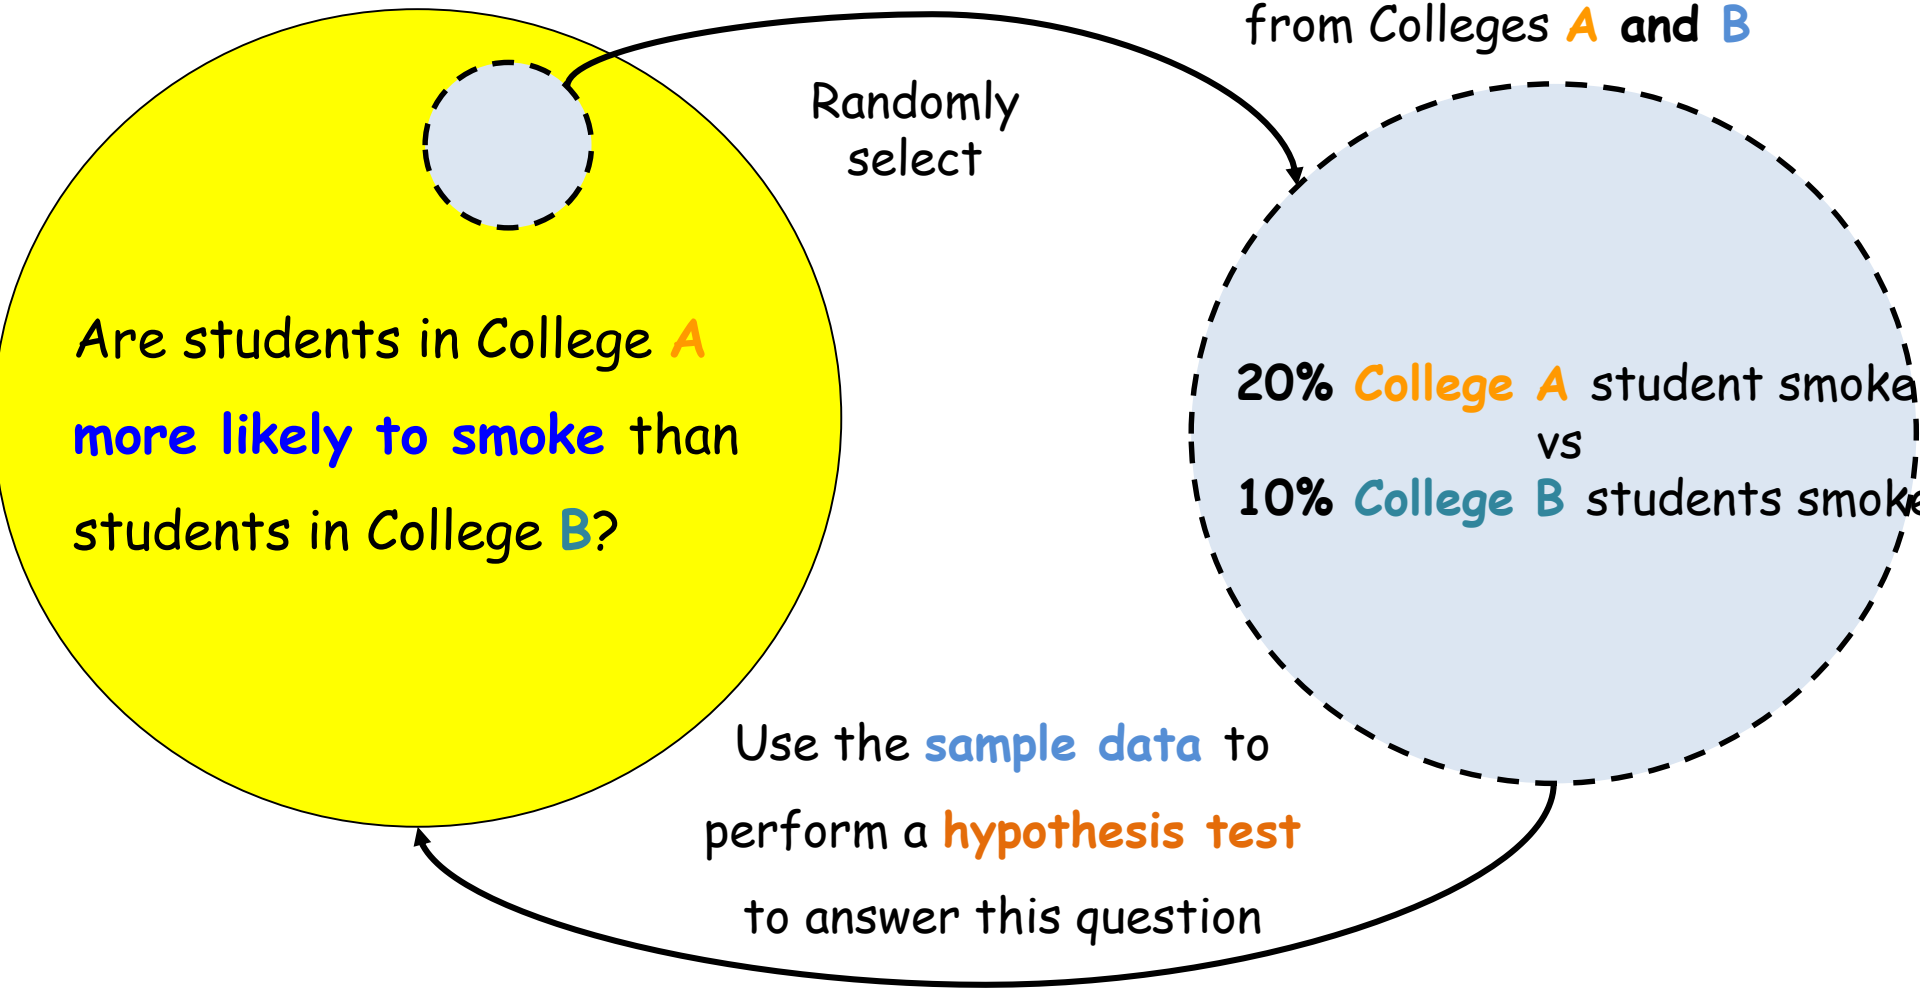 from Colleges A and B
Randomly
select
Are students in College A
more likely to smoke than
students in College B?
20% College A student smoke
vs
10% College B students smoke
Use the sample data to
perform a hypothesis test
to answer this question